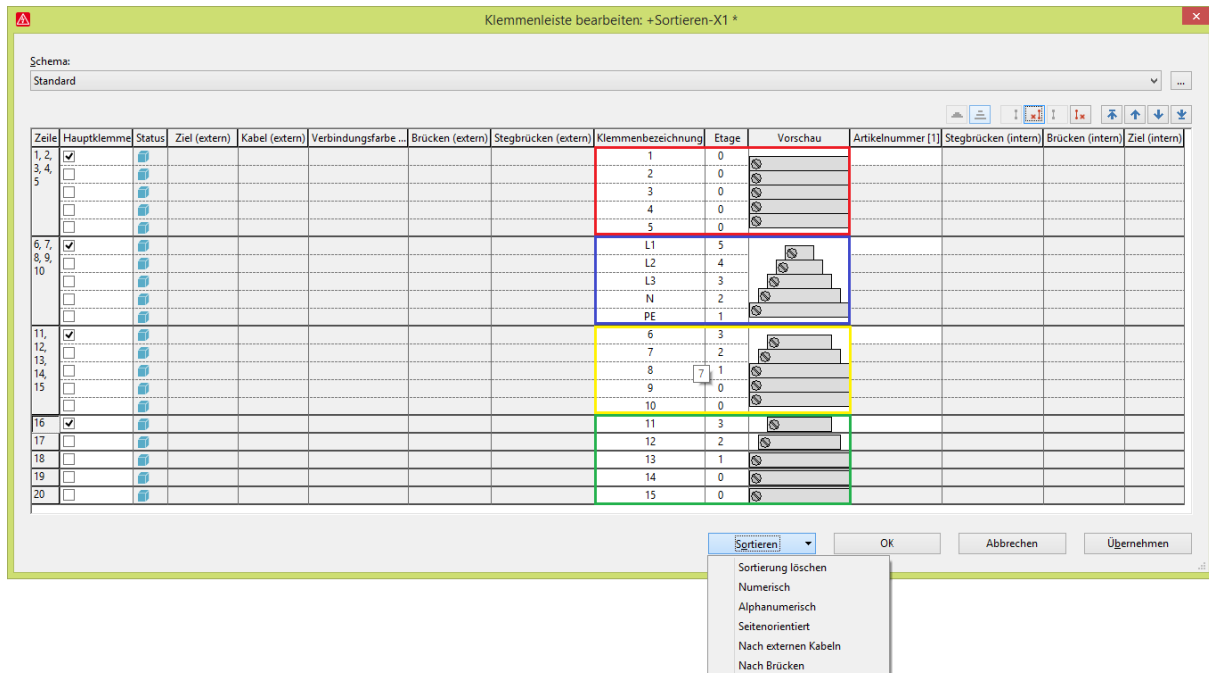 Klemmenleiste bearbeiten: +Sortieren-X1 *
Schema:
Standard
...
Zeile Hauptklemme Status Ziel (extern) Kabel (extern) Verbindungsfarbe ... Brücken (extern) Stegbrücken (extern) Klemmenbezeichnung Etage Vorschau Artikelnummer [1] Stegbrücken (intern) Brücken (intern) Ziel (intern)
1, 2, 1 0
3, 4, 2 0
5 3 0
4 0
5 0
6, 7, L1 5
8, 9, L2 4
10 L3 3
N 2
PE 1
11, 6 3
12, 7 2
13, 8 7 1
14, 9 0
15 10 0
16 11 3
17 12 2
18 13 1
19 14 0
20 15 0
Sortieren OK Abbrechen Übernehmen
Sortierung löschen
Numerisch
Alphanumerisch
Seitenorientiert
Nach externen Kabeln
Nach Brücken